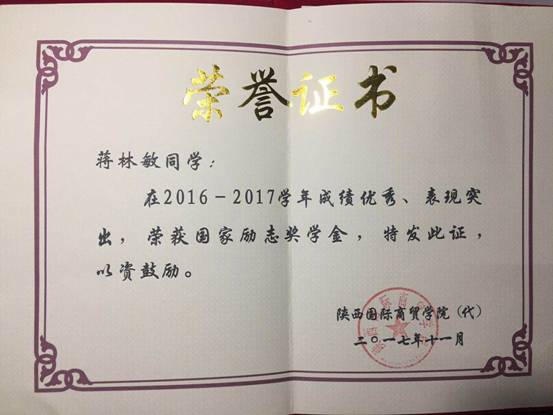 荣誉证书
蒋林敏同学：
在2016－2017学年成绩优秀、表现突
出，荣获国家励志奖学金，特发此证，
以资鼓励。
陕西国际商贸学院（代）
二〇一七年十一月